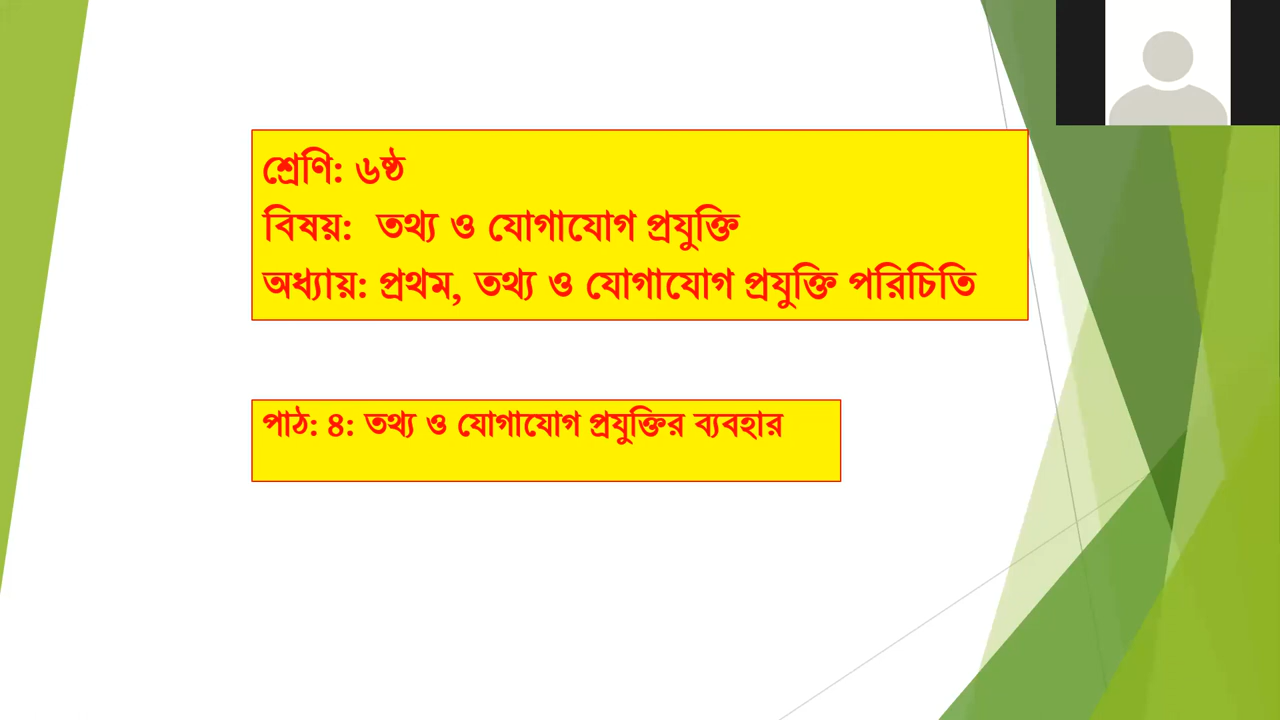 শ্রেণি: ৬ষ্ঠ
বিষয়: তথ্য ও যোগাযোগ প্রযুক্তি
অধ্যায়: প্রথম, তথ্য ও যোগাযোগ প্রযুক্তি পরিচিতি
পাঠ: ৪: তথ্য ও যোগাযোগ প্রযুক্তির ব্যবহার